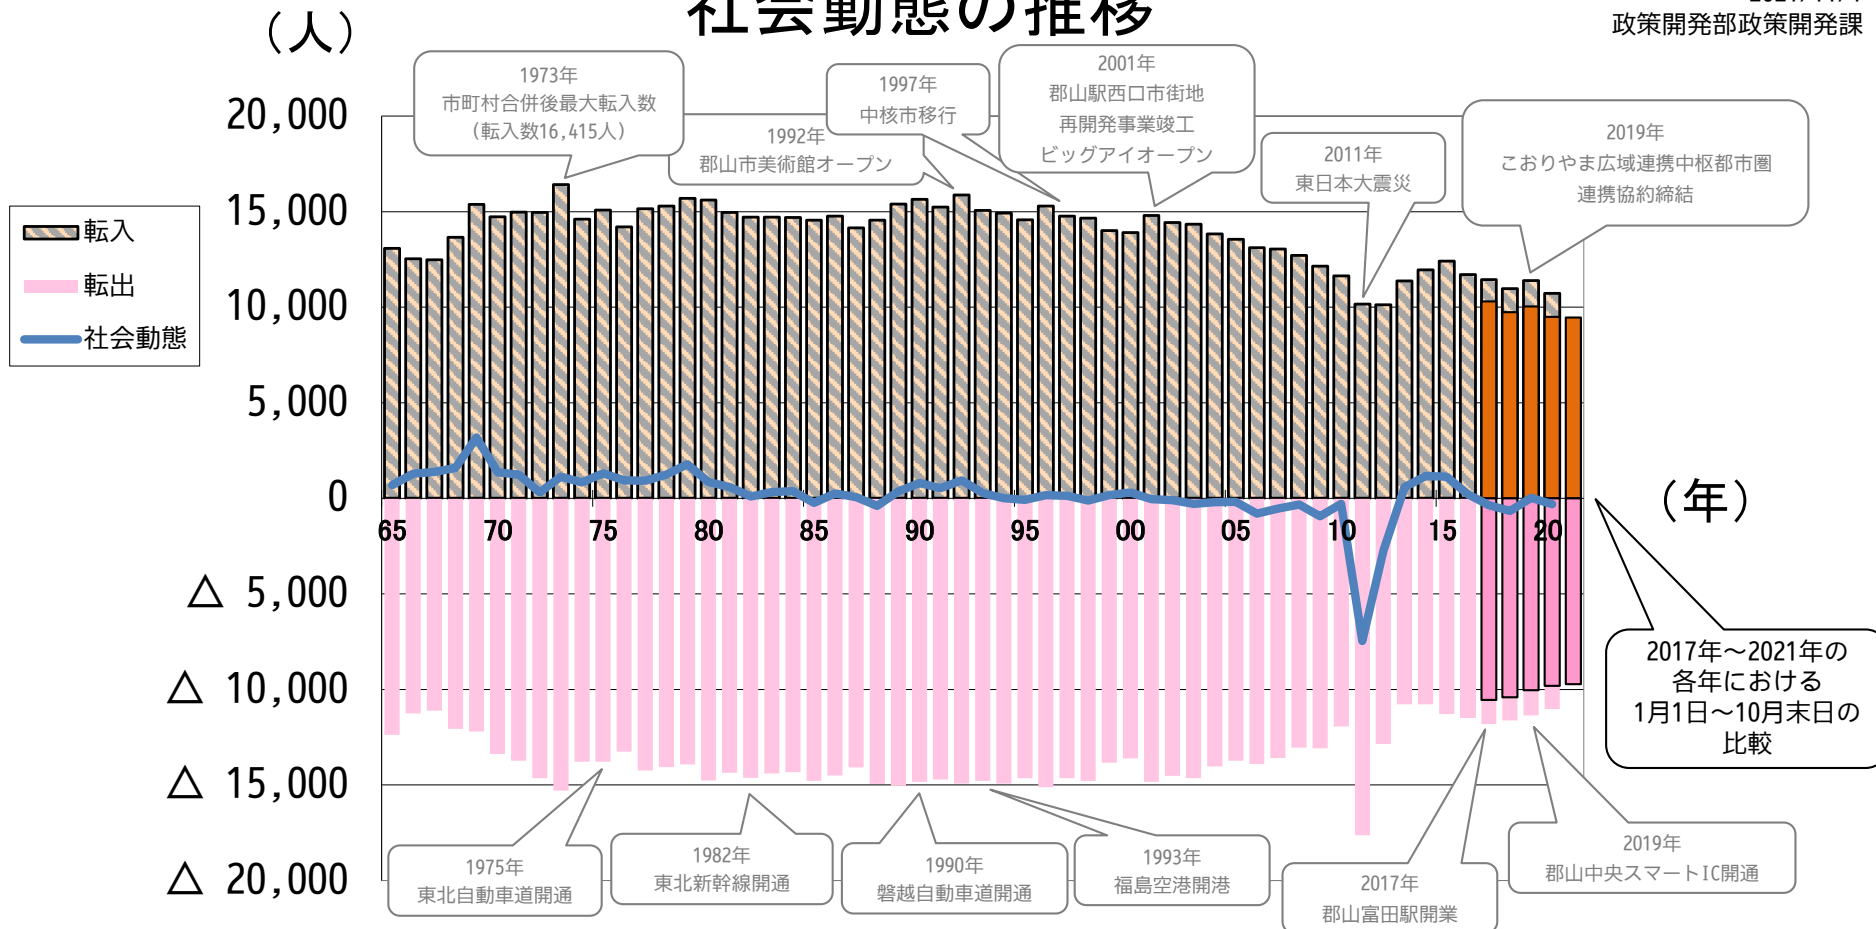 社会動態の推移
政策開発部政策開発課
（人）
20,000
15,000
10,000
5,000
0
△ 5,000
△ 10,000
△ 15,000
△ 20,000
転入
転出
社会動態
1973年
市町村合併後最大転入数
（転入数16,415人）
1992年
郡山市美術館オープン
1997年
中核市移行
2001年
郡山駅西口市街地
再開発事業竣工
ビッグアイオープン
2011年
東日本大震災
2019年
こおりやま広域連携中枢都市圏
連携協約締結
65 70 75 80 85 90 95 00 05 10 15 20
（年）
2017年～2021年の
各年における
1月1日～10月末日の
比較
1975年
東北自動車道開通
1982年
東北新幹線開通
1990年
磐越自動車道開通
1993年
福島空港開港
2017年
郡山富田駅開業
2019年
郡山中央スマートIC開通